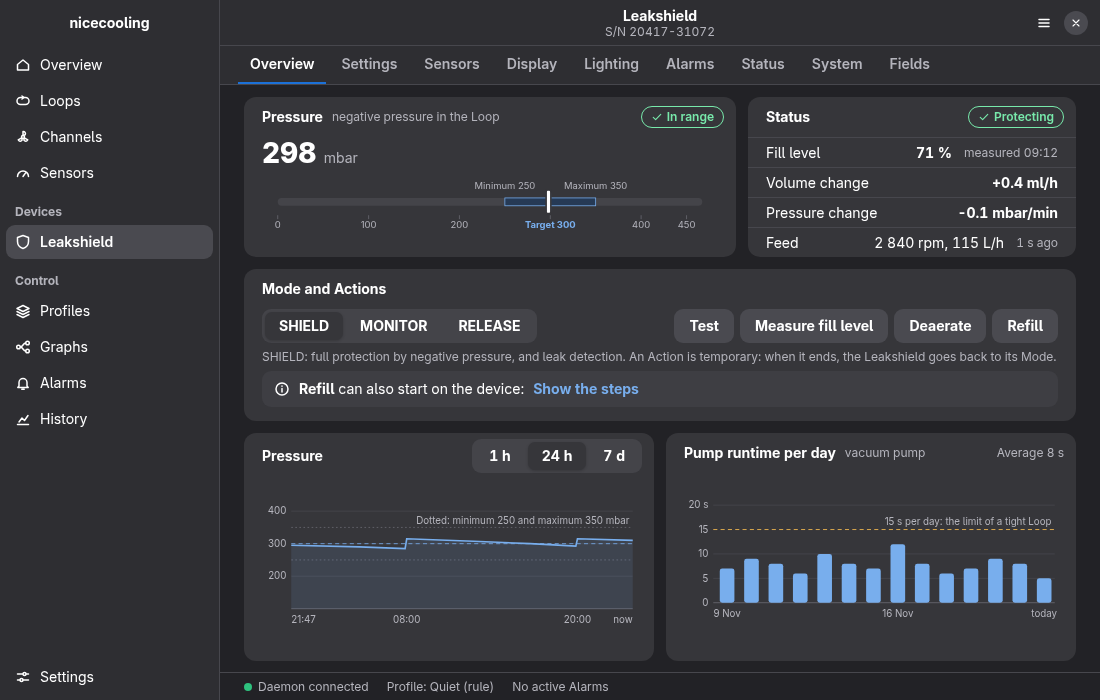 nicecooling
Leakshield
S/N 20417-31072
Overview
Loops
Channels
Sensors
Devices
Leakshield
Control
Profiles
Graphs
Alarms
History
Settings
Overview Settings Sensors Display Lighting Alarms Status System Fields
Pressure negative pressure in the Loop In range
298 mbar
Minimum 250 Maximum 350
0 100 200 Target 300 400 450
Status Protecting
Fill level 71 % measured 09:12
Volume change +0.4 ml/h
Pressure change -0.1 mbar/min
Feed 2 840 rpm, 115 L/h 1 s ago
Mode and Actions
SHIELD MONITOR RELEASE Test Measure fill level Deaerate Refill
SHIELD: full protection by negative pressure, and leak detection. An Action is temporary: when it ends, the Leakshield goes back to its Mode.
Refill can also start on the device: Show the steps
Pressure 1 h 24 h 7 d
400
Dotted: minimum 250 and maximum 350 mbar
300
200
21:47 08:00 20:00 now
Pump runtime per day vacuum pump Average 8 s
20 s
15 s per day: the limit of a tight Loop
15
10
5
0
9 Nov 16 Nov today
Daemon connected Profile: Quiet (rule) No active Alarms